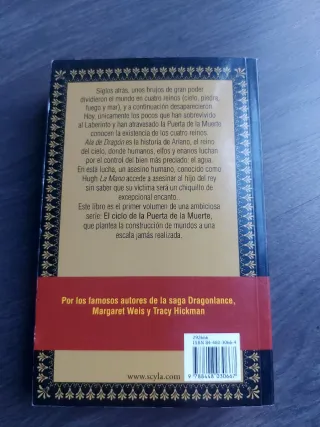 Siglos atrás, unos brujos de gran poder
dividieron el mundo en cuatro reinos (cielo, piedra,
fuego y mar), y a continuación desaparecieron.
Hoy, únicamente los pocos que han sobrevivido
al Laberinto y han atravesado la Puerta de la Muerte
conocen la existencia de los cuatro reinos.
Ala de Dragón es la historia de Ariano, el reino
del cielo, donde humanos, elfos y enanos luchan
por el control del bien más preciado: el agua.
En esta lucha, un asesino humano, conocido como
Hugh La Mano accede a asesinar al hijo del rey
sin saber que su víctima será un chiquillo de
excepcional encanto.
Este libro es el primer volumen de una ambiciosa
serie: El ciclo de la Puerta de la Muerte,
que plantea la construcción de mundos a una
escala jamás realizada.
Por los famosos autores de la saga Dragonlance,
Margaret Weis y Tracy Hickman
ISBN
9 788448 030667
www.scyla.com